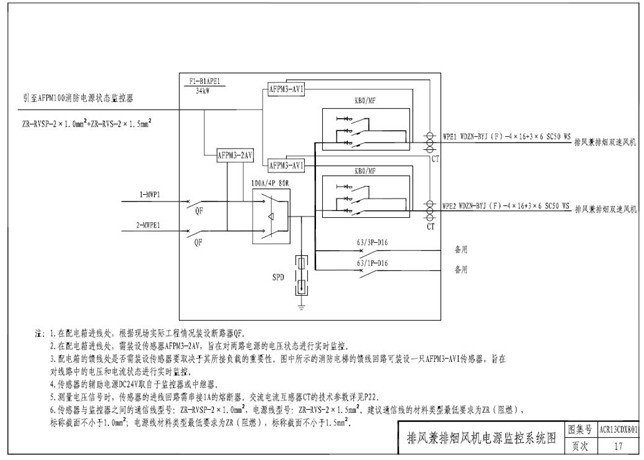 F1-B1APE1
34kW
AFPM3-AVI
KB0/MF
引至AFPM100消防电源状态监控器
ZR-RVSP-2×1.0mm²+ZR-RVS-2×1.5mm²
WPE1 WDZN-BYJ(F)-4×16+3×6 SC50 WS
排风兼排烟双速风机
CT
AFPM3-2AV
AFPM3-AVI
KB0/MF
100A/4P 80R
1-MWP1
QF
WPE2 WDZN-BYJ(F)-4×16+3×6 SC50 WS
排风兼排烟双速风机
CT
2-MWPE1
QF
63/3P-D16
备用
63/1P-D16
备用
SPD
注：1.在配电箱进线处，根据现场实际工程情况装设断路器QF。
2.在配电箱进线处，需装设传感器AFPM3-2AV，旨在对两路电源的电压状态进行实时监控。
3.配电箱的馈线处是否需装设传感器要取决于其所接负载的重要性。图中所示的消防电梯的馈线回路可装设一只AFPM3-AVI传感器，旨在
对线路中的电压和电流状态进行实时监控。
4.传感器的辅助电源DC24V取自于监控器或中继器。
5.测量电压信号时，传感器的进线回路需串接1A的熔断器。交流电流互感器CT的技术参数详见P22。
6.传感器与监控器之间的通信线型号：ZR-RVSP-2×1.0mm²，电源线型号：ZR-RVS-2×1.5mm²。建议通信线的材料类型最低要求为ZR（阻燃），
标称截面不小于1.0mm²；电源线材料类型最低要求为ZR（阻燃），标称截面不小于1.5mm²。
排风兼排烟风机电源监控系统图
图集号 ACR13CDX801
页次 17